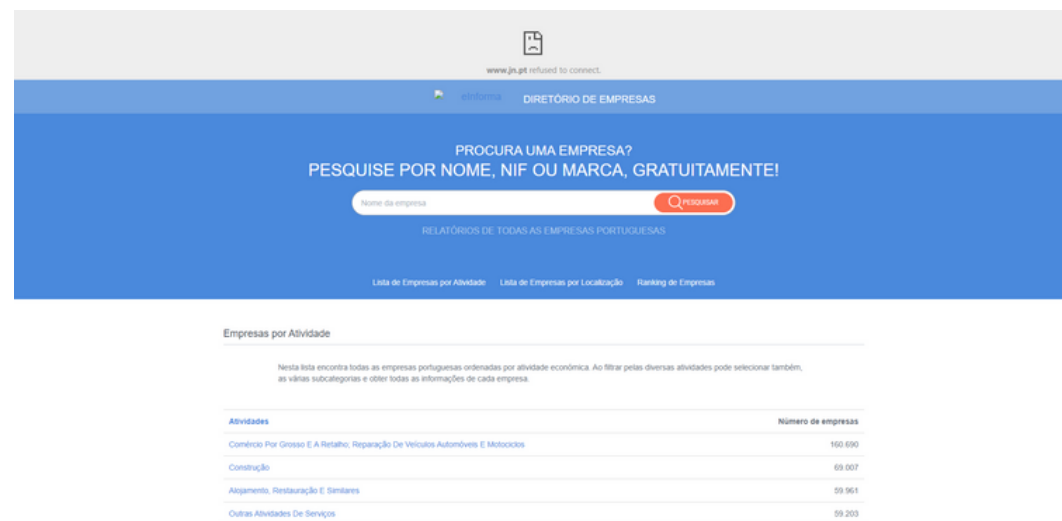 www.jn.pt refused to connect.
eInforma DIRETÓRIO DE EMPRESAS
PROCURA UMA EMPRESA?
PESQUISE POR NOME, NIF OU MARCA, GRATUITAMENTE!
Nome da empresa PESQUISAR
RELATÓRIOS DE TODAS AS EMPRESAS PORTUGUESAS
Lista de Empresas por Atividade Lista de Empresas por Localização Ranking de Empresas
Empresas por Atividade
Nesta lista encontra todas as empresas portuguesas ordenadas por atividade económica. Ao filtrar pelas diversas atividades pode selecionar também,
as várias subcategorias e obter todas as informações de cada empresa.
Atividades Número de empresas
Comércio Por Grosso E A Retalho; Reparação De Veículos Automóveis E Motociclos 160.690
Construção 69.007
Alojamento, Restauração E Similares 59.961
Outras Atividades De Serviços 59.203